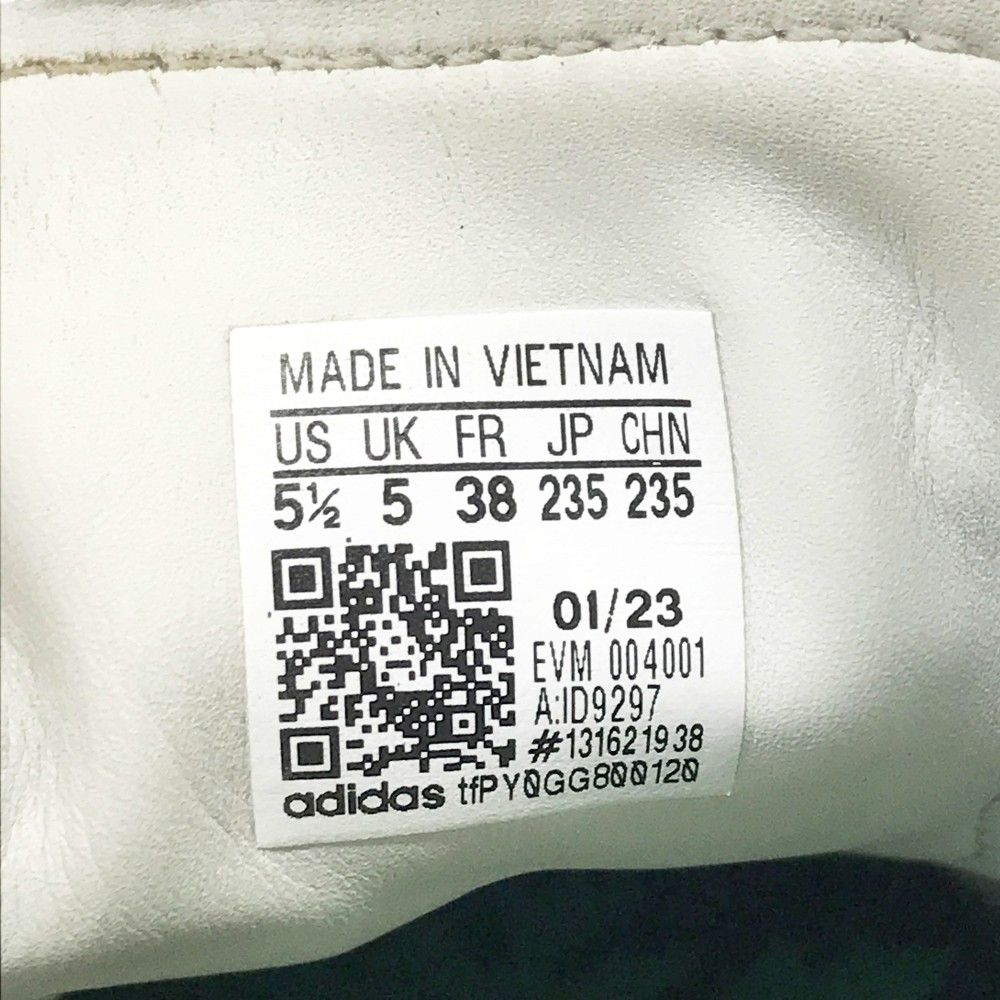 MADE IN VIETNAM
US UK FR JP CHN
5½ 5 38 235 235
01/23
EVM 004001
A:ID9297
#131621938
adidas tfPY0GG800120